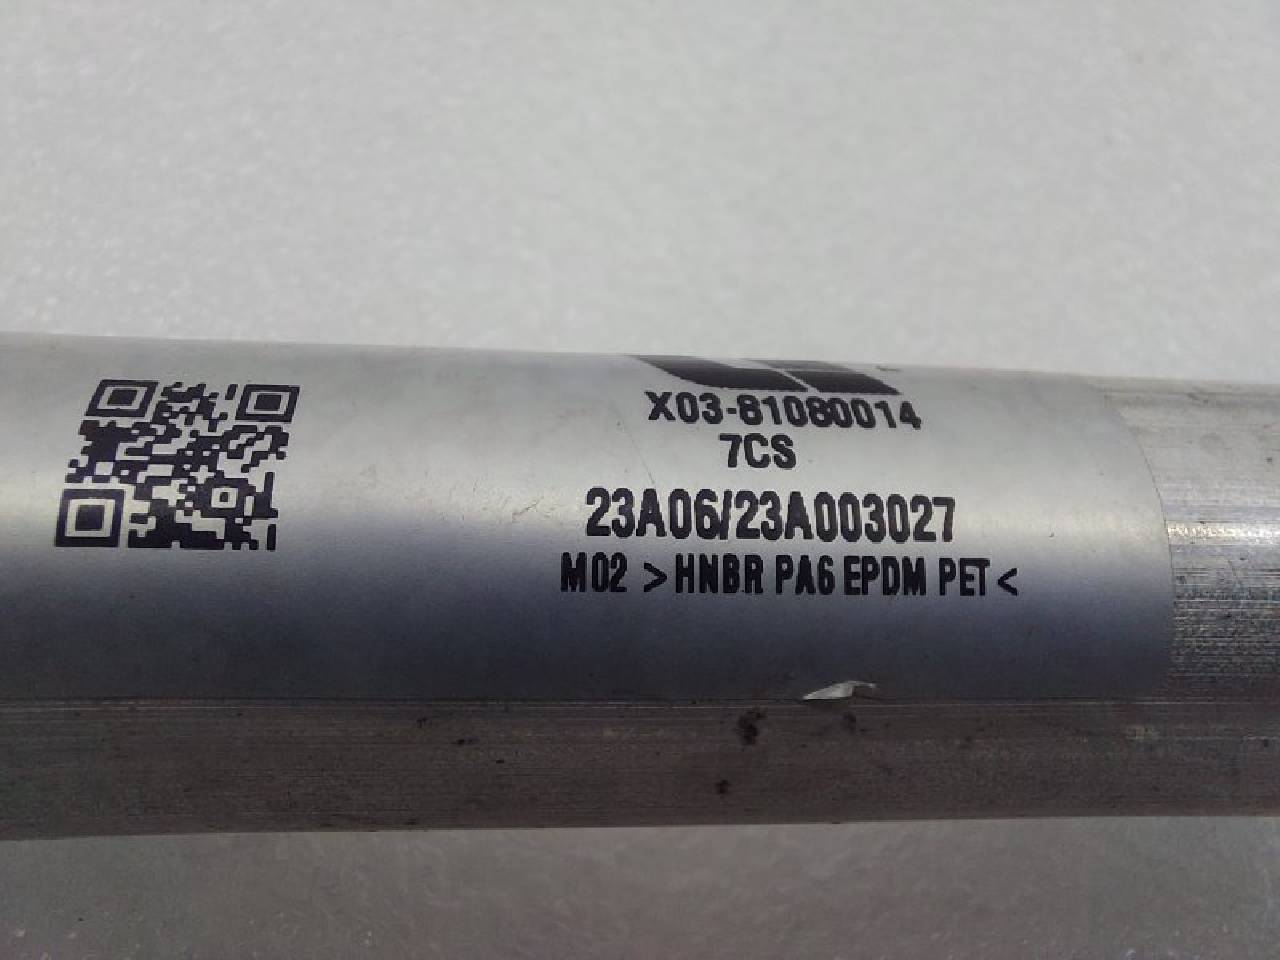 X03-81080014
7CS
23A06/23A003027
M02 >HNBR PA6 EPDM PET<